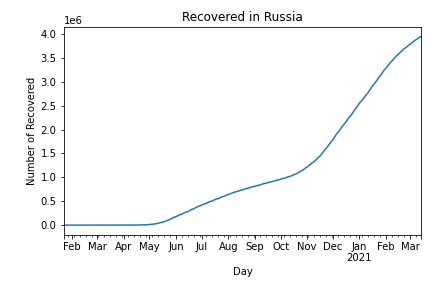 Recovered in Russia
1e6
4.0
3.5
3.0
2.5
2.0
1.5
1.0
0.5
0.0
Number of Recovered
Feb Mar Apr May Jun Jul Aug Sep Oct Nov Dec Jan Feb Mar
2021
Day